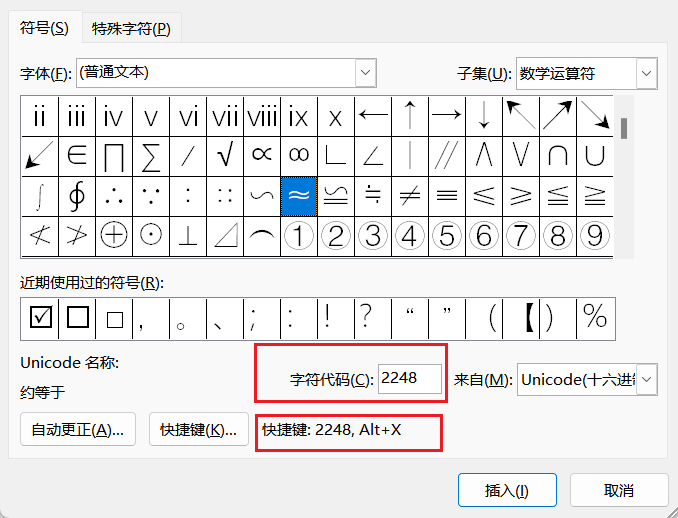 符号(S) 特殊字符(P)
字体(F): (普通文本) 子集(U): 数学运算符
ⅱ ⅲ ⅳ ⅴ ⅵ ⅶ ⅷ ⅸ ⅹ ← ↑ → ↓ ↖ ↗ ↘
↙ ∈ ∏ ∑ ∕ √ ∝ ∞ ∟ ∠ ∣ ∥ ∧ ∨ ∩ ∪
∫ ∮ ∴ ∵ ∶ ∷ ∽ ≈ ≌ ≒ ≠ ≡ ≤ ≥ ≦ ≧
≮ ≯ ⊕ ⊙ ⊥ ⊿ ⌒ ① ② ③ ④ ⑤ ⑥ ⑦ ⑧ ⑨
近期使用过的符号(R):
☑ □ □ , 。 、 ; : ! ? “ ” ( 【 ) %
Unicode 名称:
字符代码(C): 2248 来自(M): Unicode(十六进制
约等于
自动更正(A)... 快捷键(K)... 快捷键: 2248, Alt+X
插入(I) 取消